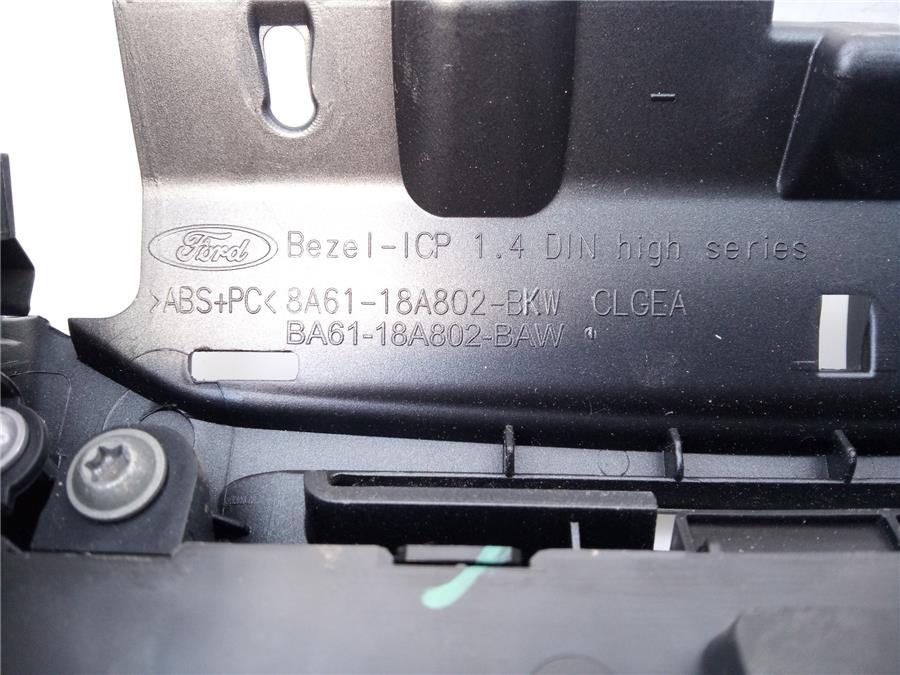 Ford Bezel-ICP 1.4 DIN high series
>ABS+PC< 8A61-18A802-BKW CLGEA
BA61-18A802-BAW